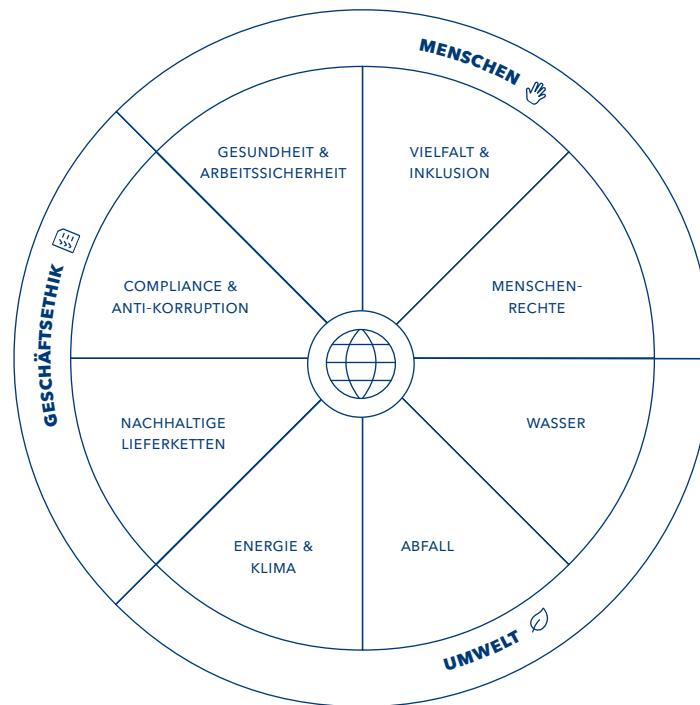 MENSCHEN
GESUNDHEIT &
ARBEITSSICHERHEIT
VIELFALT &
INKLUSION
GESCHÄFTSETHIK
COMPLIANCE &
ANTI-KORRUPTION
MENSCHEN-
RECHTE
NACHHALTIGE
LIEFERKETTEN
WASSER
ENERGIE &
KLIMA
ABFALL
UMWELT